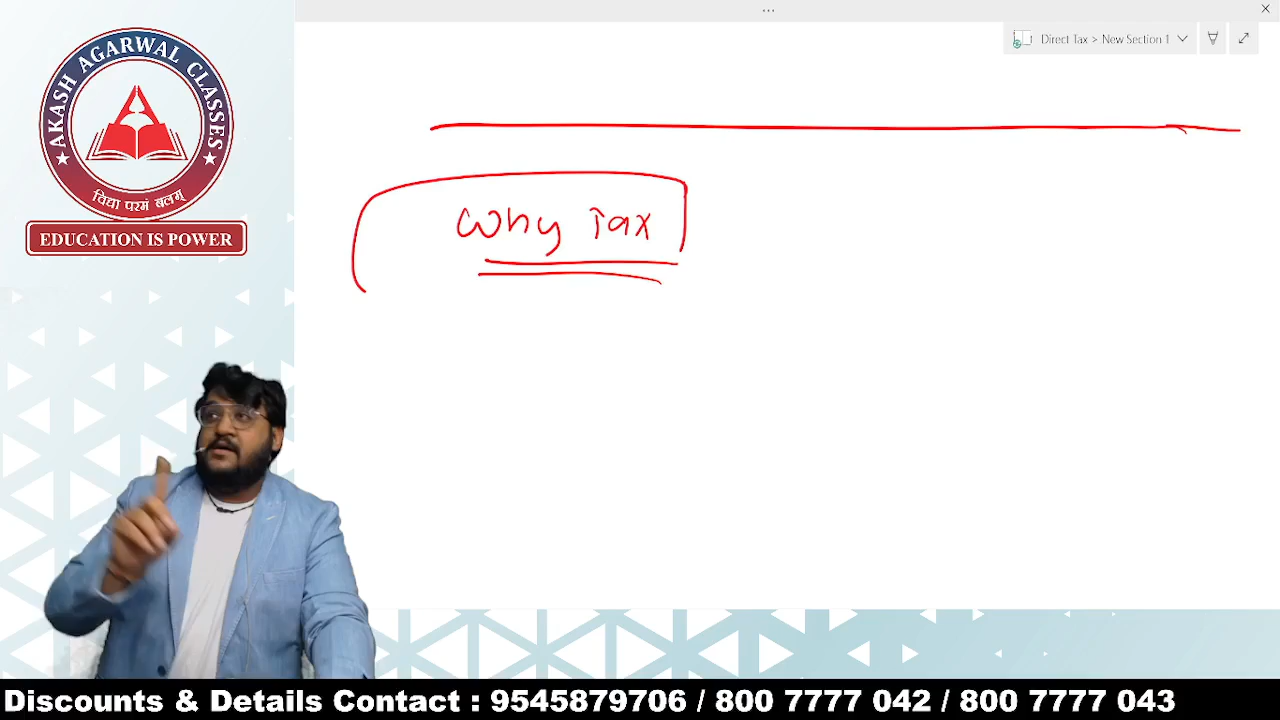 ...
Direct Tax > New Section 1
AKASH AGARWAL CLASSES
विद्या परमं बलम्
EDUCATION IS POWER
Why Tax
Discounts & Details Contact : 9545879706 / 800 7777 042 / 800 7777 043